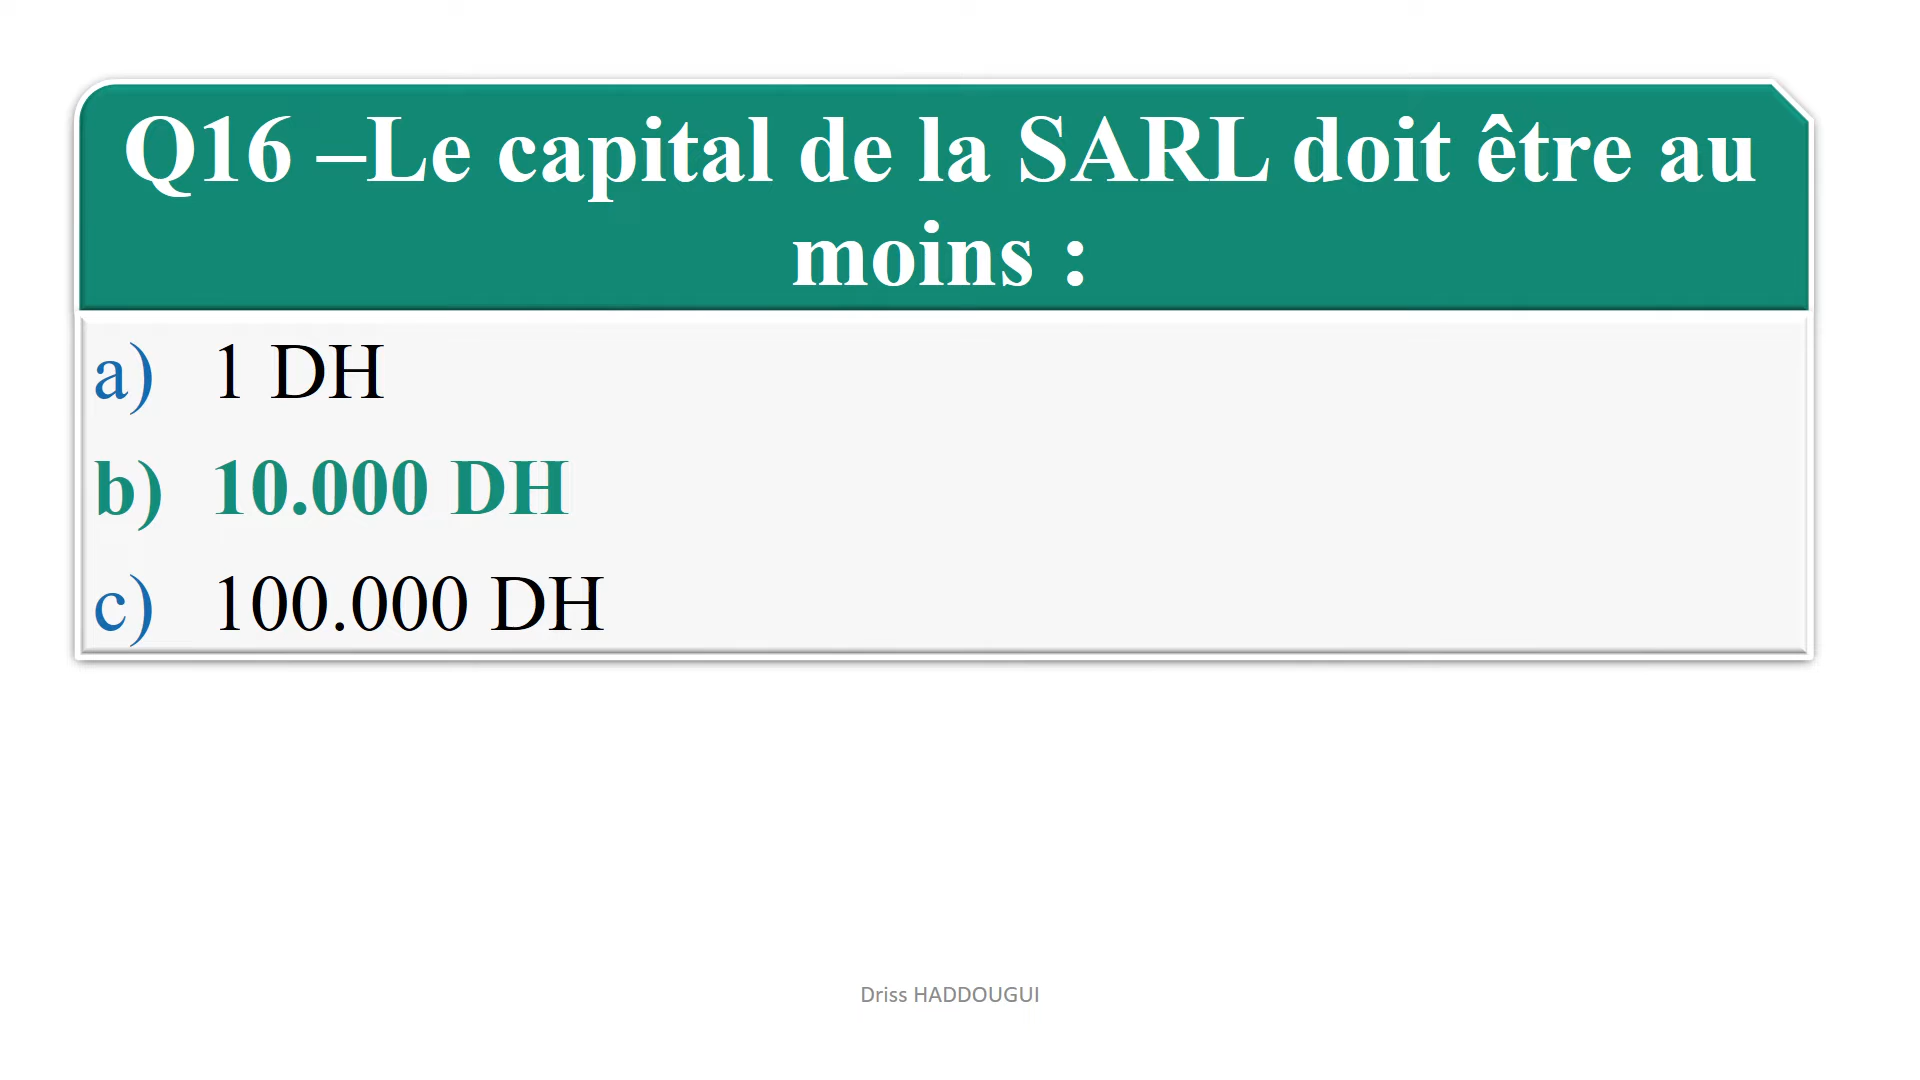 Q16 –Le capital de la SARL doit être au
moins :
a) 1 DH
b) 10.000 DH
c) 100.000 DH
Driss HADDOUGUI